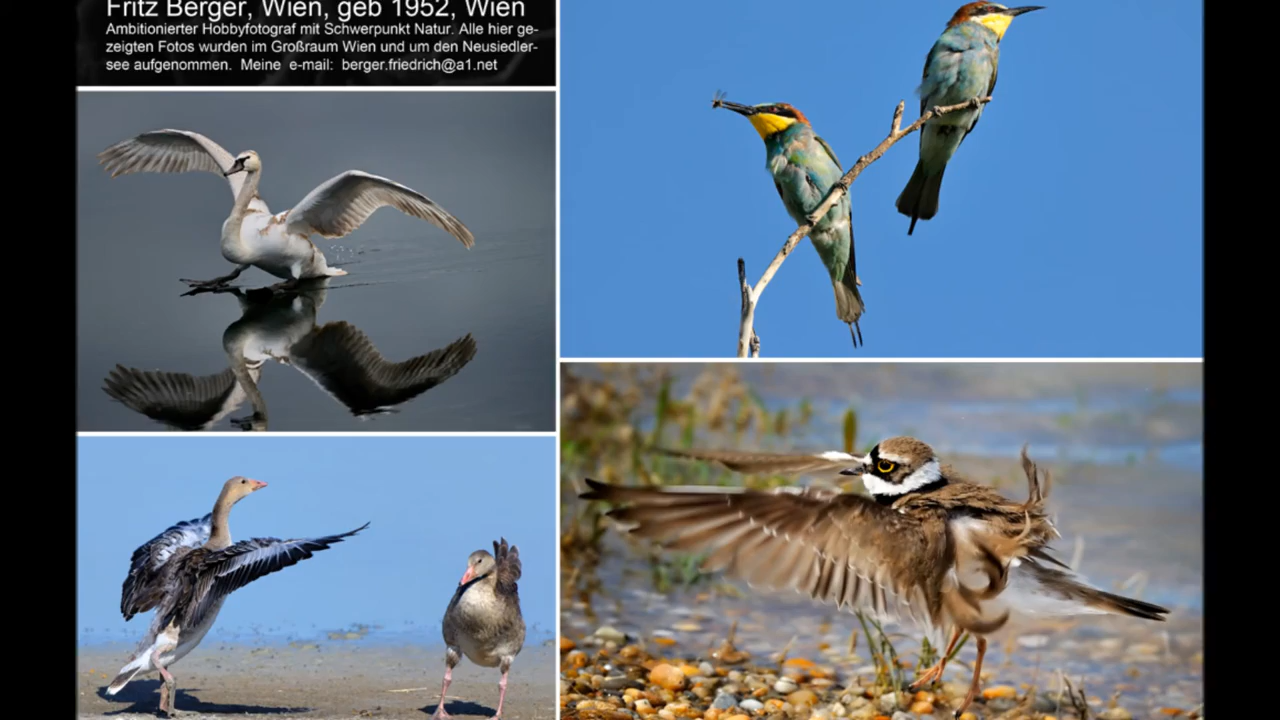 Fritz Berger, Wien, geb 1952, Wien
Ambitionierter Hobbyfotograf mit Schwerpunkt Natur. Alle hier ge-
zeigten Fotos wurden im Großraum Wien und um den Neusiedler-
see aufgenommen. Meine e-mail: berger.friedrich@a1.net